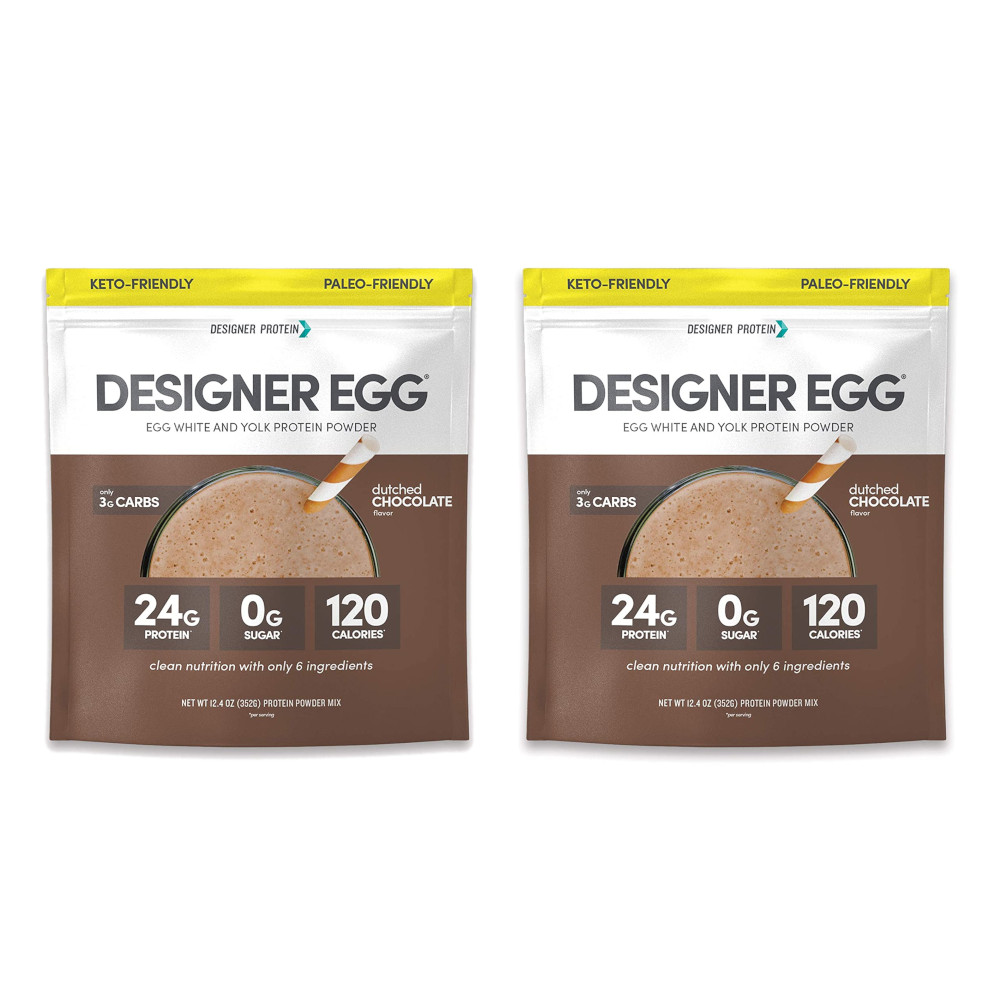 KETO-FRIENDLY PALEO-FRIENDLY
DESIGNER PROTEIN
DESIGNER EGG®
EGG WHITE AND YOLK PROTEIN POWDER
only
3G CARBS
dutched
CHOCOLATE
flavor
24G
PROTEIN*
0G
SUGAR*
120
CALORIES*
clean nutrition with only 6 ingredients
NET WT 12.4 OZ (352G) PROTEIN POWDER MIX
*per serving
KETO-FRIENDLY PALEO-FRIENDLY
DESIGNER PROTEIN
DESIGNER EGG®
EGG WHITE AND YOLK PROTEIN POWDER
only
3G CARBS
dutched
CHOCOLATE
flavor
24G
PROTEIN*
0G
SUGAR*
120
CALORIES*
clean nutrition with only 6 ingredients
NET WT 12.4 OZ (352G) PROTEIN POWDER MIX
*per serving